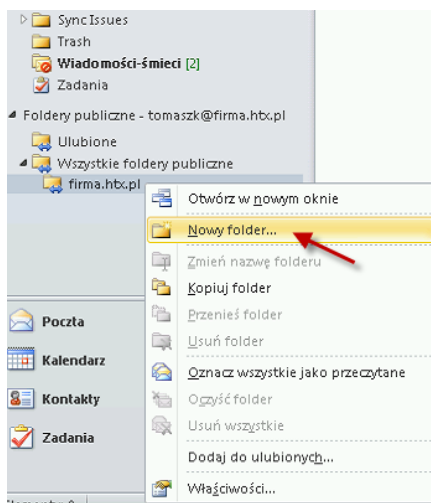 Sync Issues
Trash
Wiadomości-śmieci [2]
Zadania
Foldery publiczne - tomaszk@firma.htx.pl
Ulubione
Wszystkie foldery publiczne
firma.htx.pl
Otwórz w nowym oknie
Nowy folder...
Zmień nazwę folderu
Kopiuj folder
Przenieś folder
Usuń folder
Oznacz wszystkie jako przeczytane
Oczyść folder
Usuń wszystkie
Dodaj do ulubionych...
Właściwości...
Poczta
Kalendarz
Kontakty
Zadania